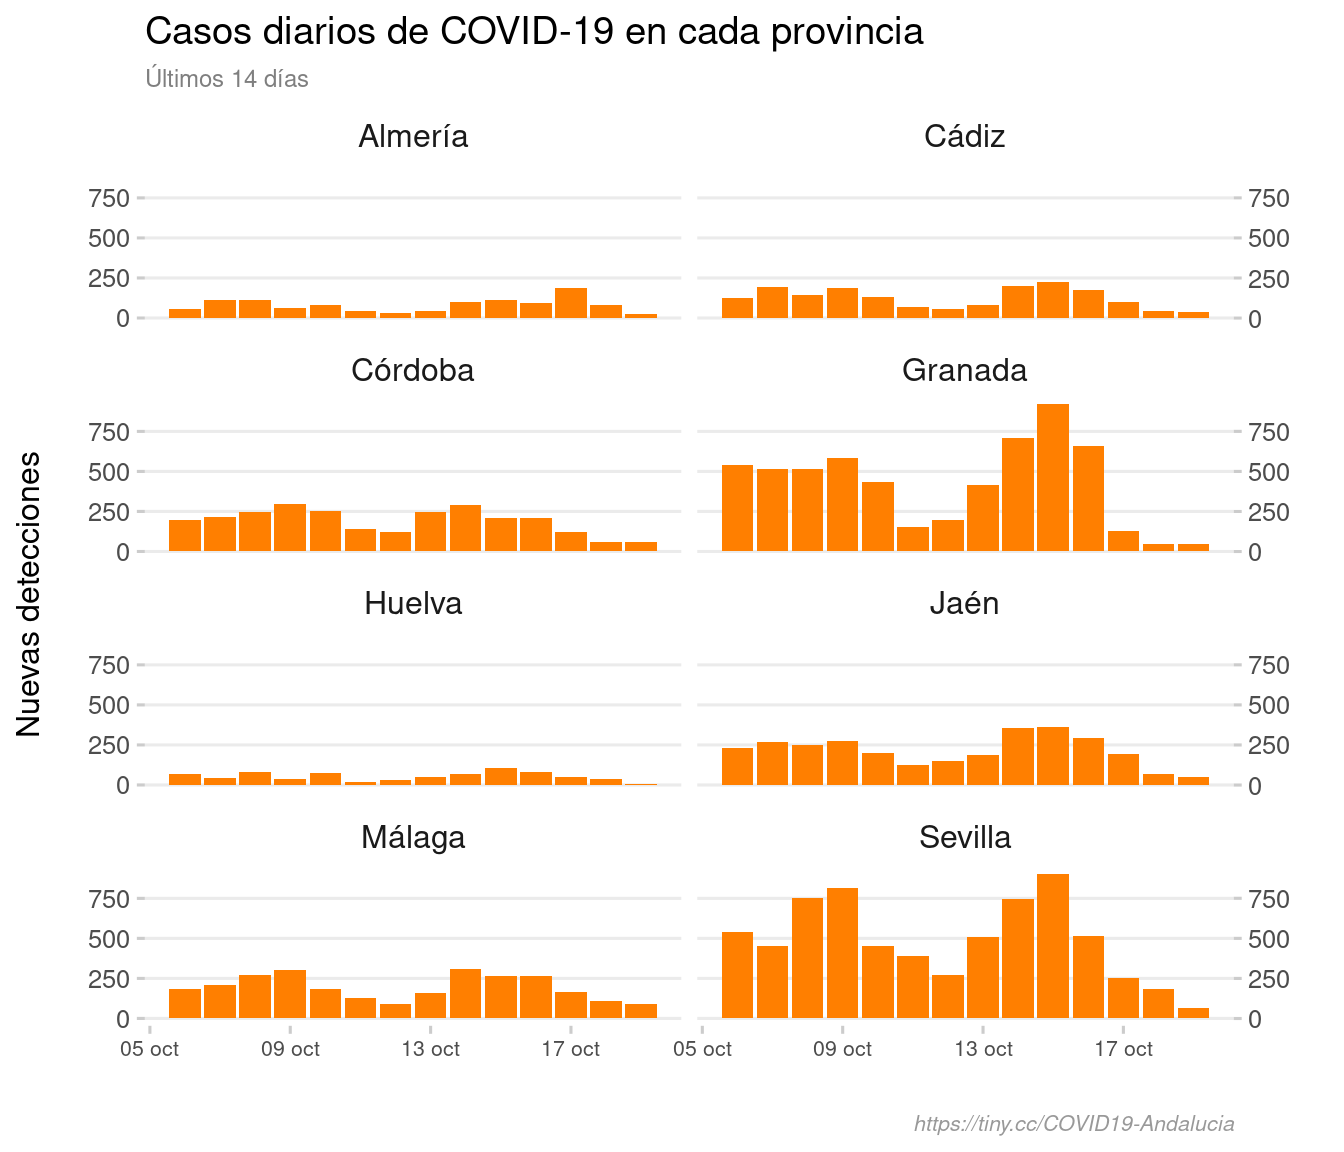 Casos diarios de COVID-19 en cada provincia
Últimos 14 días
Nuevas detecciones
Almería
Cádiz
750
500
250
0
750
500
250
0
Córdoba
Granada
750
500
250
0
750
500
250
0
Huelva
Jaén
750
500
250
0
750
500
250
0
Málaga
Sevilla
750
500
250
0
750
500
250
0
05 oct 09 oct 13 oct 17 oct
05 oct 09 oct 13 oct 17 oct
https://tiny.cc/COVID19-Andalucia